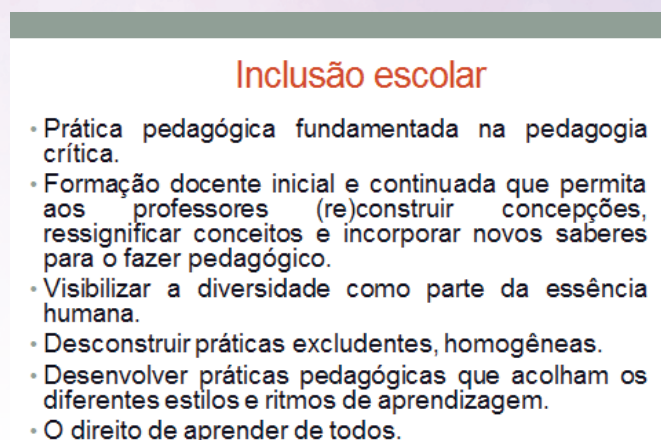 Inclusão escolar
• Prática pedagógica fundamentada na pedagogia
crítica.
• Formação docente inicial e continuada que permita
aos professores (re)construir concepções,
ressignificar conceitos e incorporar novos saberes
para o fazer pedagógico.
• Visibilizar a diversidade como parte da essência
humana.
• Desconstruir práticas excludentes, homogêneas.
• Desenvolver práticas pedagógicas que acolham os
diferentes estilos e ritmos de aprendizagem.
• O direito de aprender de todos.